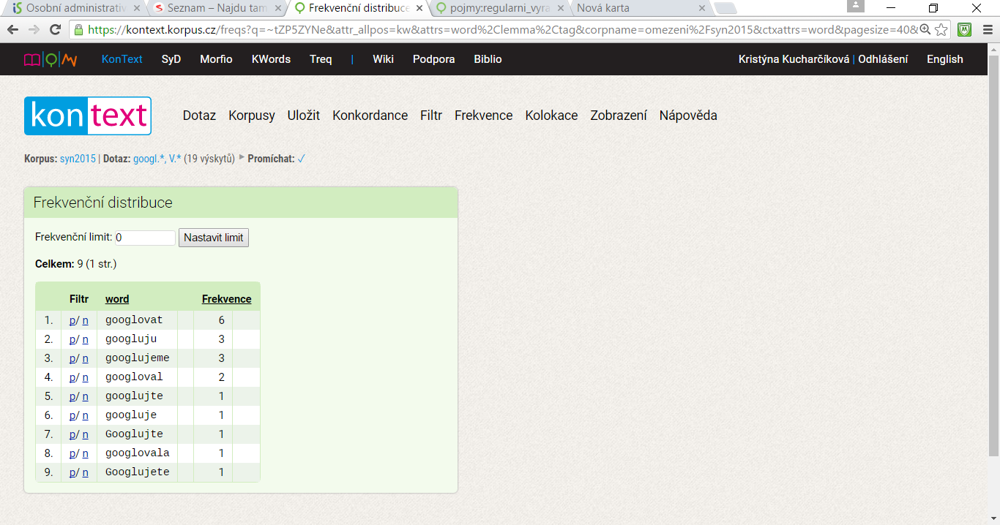 Osobní administrativ
Seznam – Najdu tam
Frekvenční distribuce
pojmy:regularni_vyra
Nová karta
https://kontext.korpus.cz/freqs?q=~tZP5ZYNe&attr_allpos=kw&attrs=word%2Clemma%2Ctag&corpname=omezeni%2Fsyn2015&ctxattrs=word&pagesize=40&
KonText SyD Morfio KWords Treq | Wiki Podpora Biblio
Kristýna Kucharčíková | Odhlášení English
kontext
Dotaz Korpusy Uložit Konkordance Filtr Frekvence Kolokace Zobrazení Nápověda
Korpus: syn2015 | Dotaz: googl.*, V.* (19 výskytů) ▶ Promíchat: ✓
Frekvenční distribuce
Frekvenční limit: 0 Nastavit limit
Celkem: 9 (1 str.)
Filtr word Frekvence
1. p/ n googlovat 6
2. p/ n googluju 3
3. p/ n googlujeme 3
4. p/ n googloval 2
5. p/ n googlujte 1
6. p/ n googluje 1
7. p/ n Googlujte 1
8. p/ n googlovala 1
9. p/ n Googlujete 1